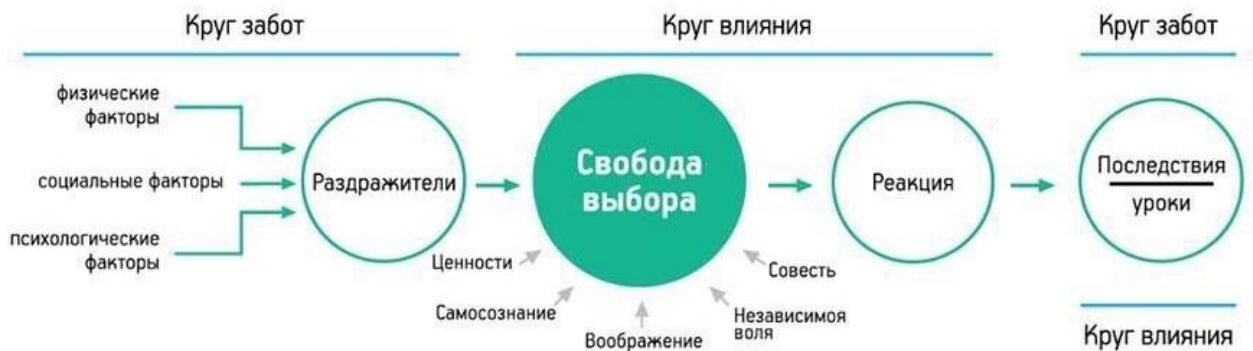 Круг забот
Круг влияния
Круг забот
физические
факторы
социальные факторы
психологические
факторы
Раздражители
Свобода
выбора
Реакция
Последствия
уроки
Ценности
Самосознание
Воображение
Независимоя
воля
Совесть
Круг влияния